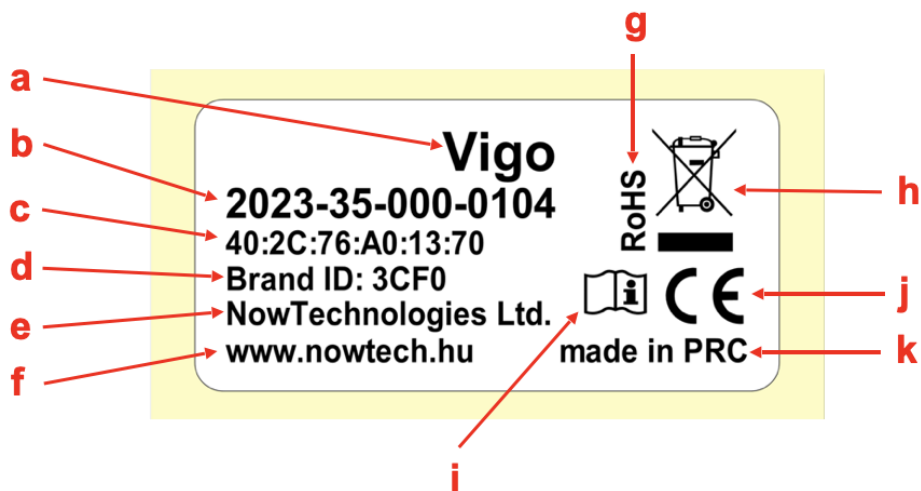 g
a
Vigo
b
2023-35-000-0104
RoHS
h
c
40:2C:76:A0:13:70
d
Brand ID: 3CF0
CE
j
e
NowTechnologies Ltd.
i
f
www.nowtech.hu
made in PRC
k
i